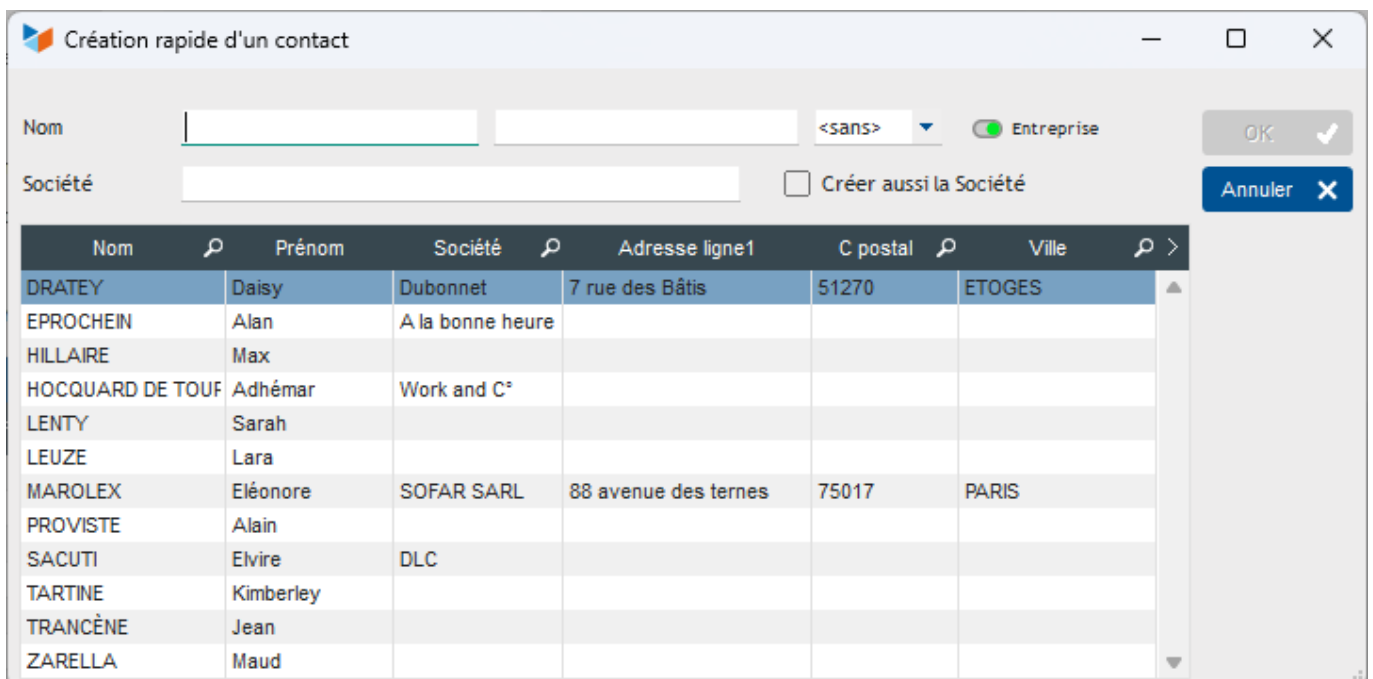 Création rapide d'un contact
Nom <sans> Entreprise OK
Société Créer aussi la Société Annuler
Nom Prénom Société Adresse ligne1 C postal Ville
DRATEY Daisy Dubonnet 7 rue des Bâtis 51270 ETOGES
EPROCHEIN Alan A la bonne heure
HILLAIRE Max
HOCQUARD DE TOUR Adhémar Work and C°
LENTY Sarah
LEUZE Lara
MAROLEX Eléonore SOFAR SARL 88 avenue des ternes 75017 PARIS
PROVISTE Alain
SACUTI Elvire DLC
TARTINE Kimberley
TRANCÈNE Jean
ZARELLA Maud